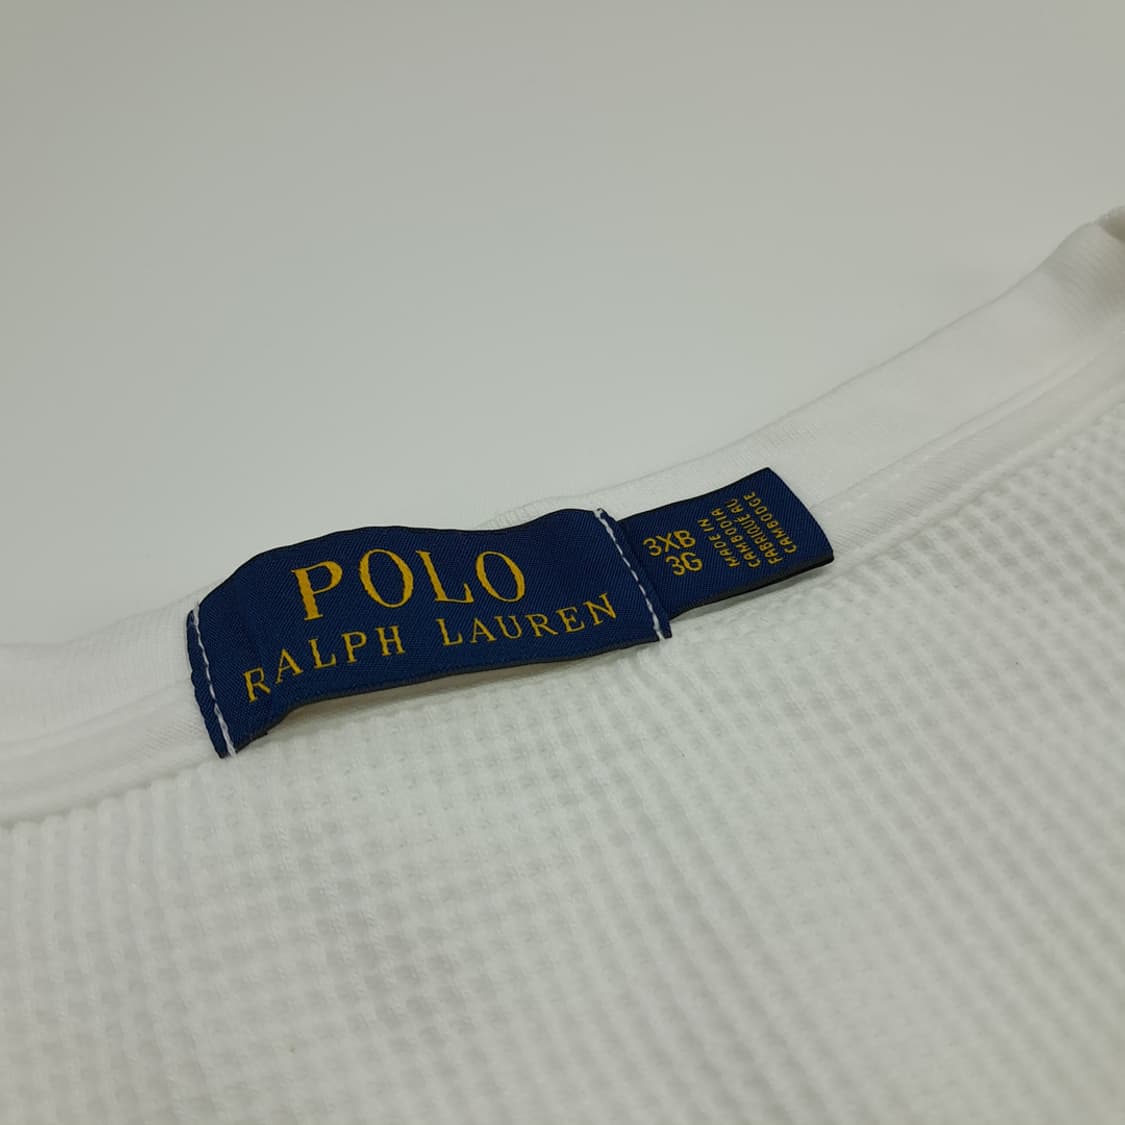 POLO
RALPH LAUREN
3XB
3G
MADE IN
CAMBODIA
FABRIQUÉ AU
CAMBODGE